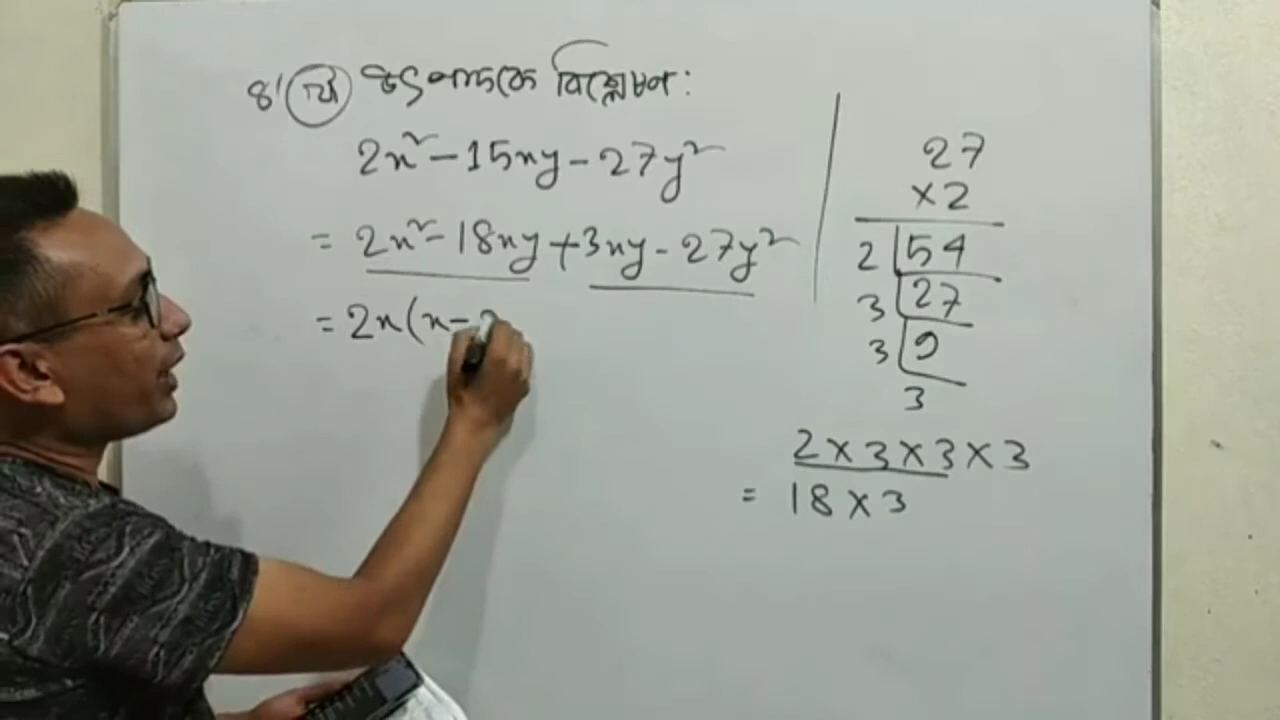 ৪। উৎপাদকে বিশ্লেষণ:
2x² - 15xy - 27y²
= 2x² - 18xy + 3xy - 27y²
= 2x(x -
27
×2
2 54
3 27
3 9
3
2 × 3 × 3 × 3
= 18 × 3